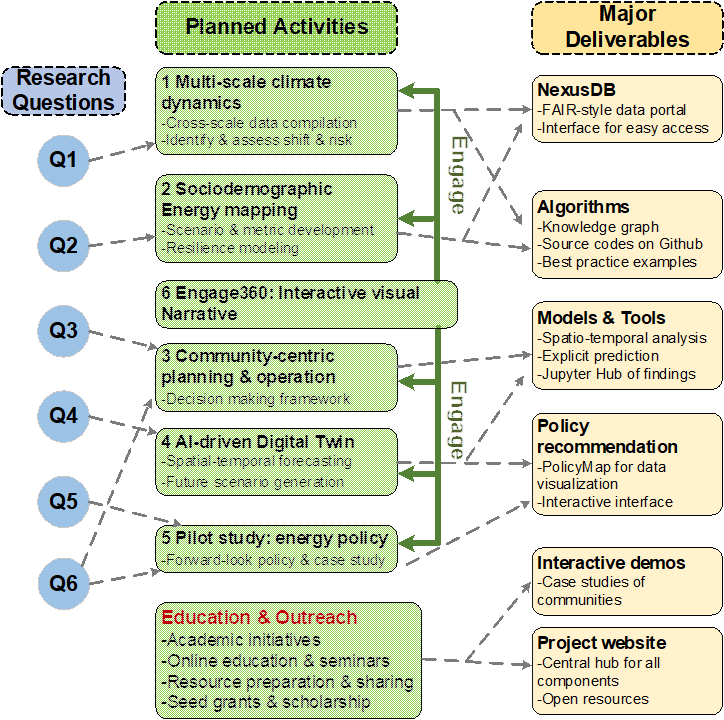 Planned Activities
Major
Deliverables
Research
Questions
Q1
Q2
Q3
Q4
Q5
Q6
1 Multi-scale climate
dynamics
-Cross-scale data compilation
-Identify & assess shift & risk
2 Sociodemographic
Energy mapping
-Scenario & metric development
-Resilience modeling
6 Engage360: Interactive visual
Narrative
3 Community-centric
planning & operation
-Decision making framework
4 AI-driven Digital Twin
-Spatial-temporal forecasting
-Future scenario generation
5 Pilot study: energy policy
-Forward-look policy & case study
Education & Outreach
-Academic initiatives
-Online education & seminars
-Resource preparation & sharing
-Seed grants & scholarship
Engage
Engage
NexusDB
-FAIR-style data portal
-Interface for easy access
Algorithms
-Knowledge graph
-Source codes on Github
-Best practice examples
Models & Tools
-Spatio-temporal analysis
-Explicit prediction
-Jupyter Hub of findings
Policy
recommendation
-PolicyMap for data
visualization
-Interactive interface
Interactive demos
-Case studies of
communities
Project website
-Central hub for all
components
-Open resources